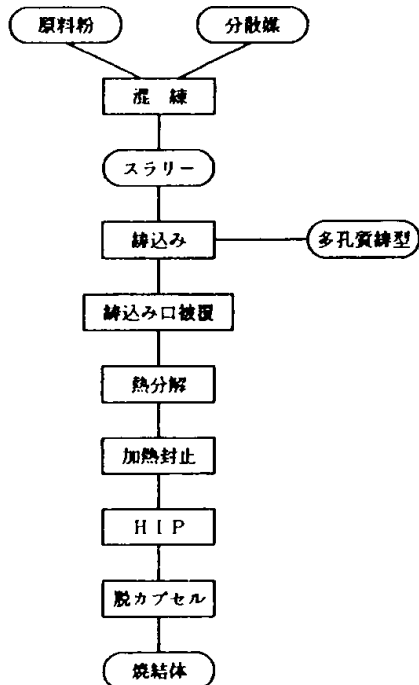 原料粉
分散媒
混練
スラリー
鋳込み
多孔質鋳型
鋳込み口被覆
熱分解
加熱封止
HIP
脱カプセル
焼結体